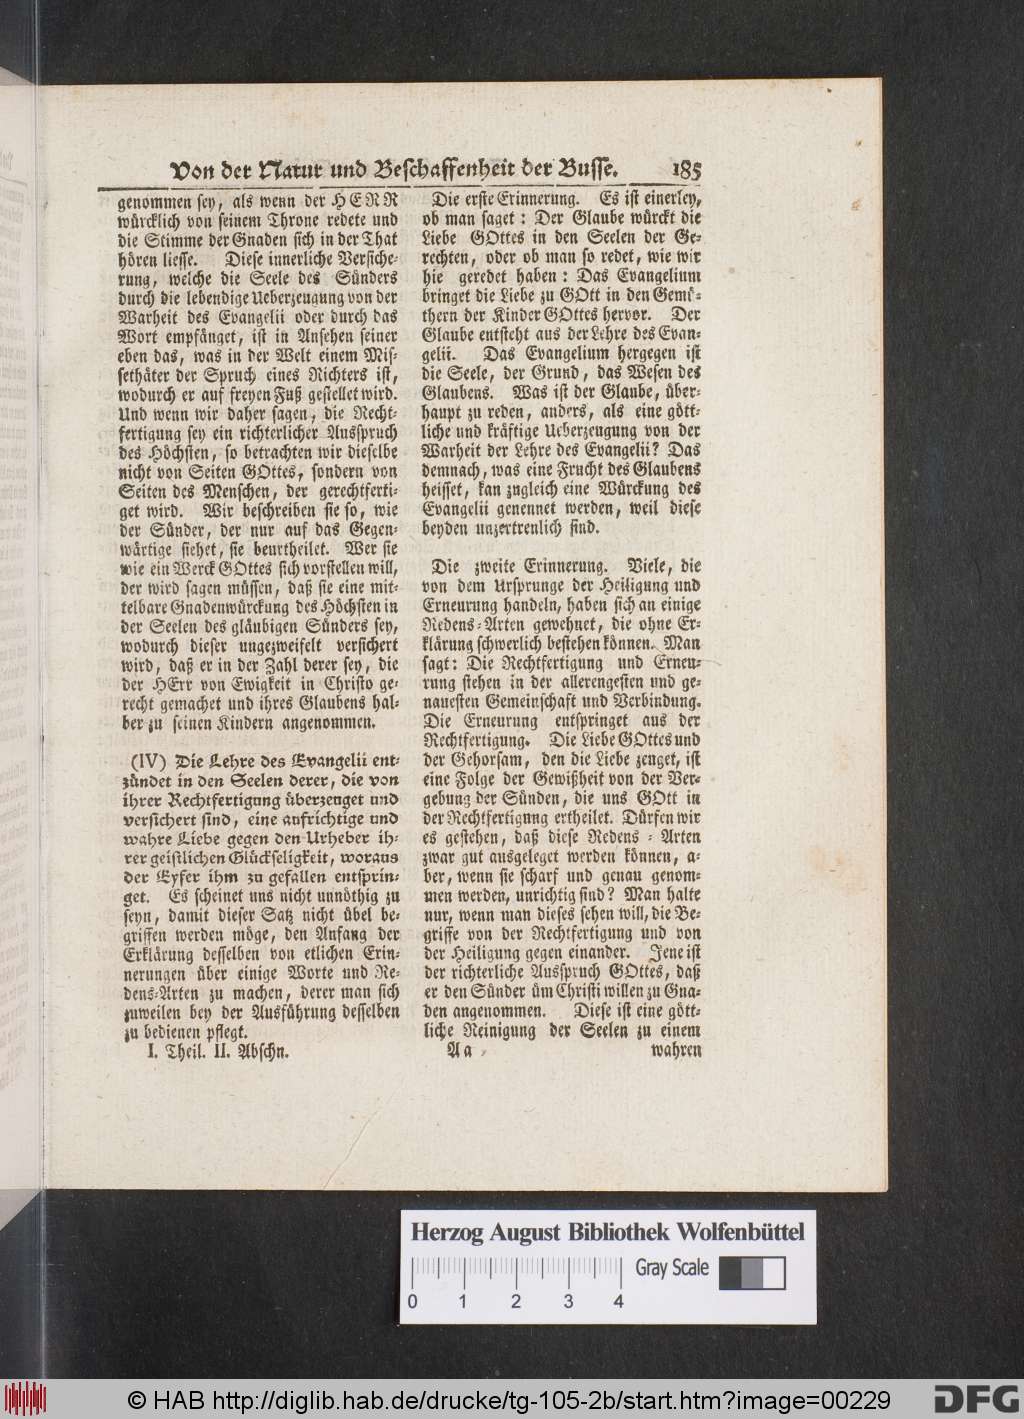 Von der Natur und Beschaffenheit der Busse. 185
genommen sey, als wenn der HERR
würcklich von seinem Throne redete und
die Stimme der Gnaden sich in der That
hören liesse. Diese innerliche Versiche-
rung, welche die Seele des Sünders
durch die lebendige Ueberzeugung von der
Warheit des Evangelii oder durch das
Wort empfänget, ist in Ansehen seiner
eben das, was in der Welt einem Mis-
sethäter der Spruch eines Richters ist,
wodurch er auf freyen Fuß gestellet wird.
Und wenn wir daher sagen, die Recht-
fertigung sey ein richterlicher Ausspruch
des Höchsten, so betrachten wir dieselbe
nicht von Seiten GOttes, sondern von
Seiten des Menschen, der gerechtferti-
get wird. Wir beschreiben sie so, wie
der Sünder, der nur auf das Gegen-
wärtige siehet, sie beurtheilet. Wer sie
wie ein Werck GOttes sich vorstellen will,
der wird sagen müssen, daß sie eine mit-
telbare Gnadenwürckung des Höchsten in
der Seelen des gläubigen Sünders sey,
wodurch dieser ungezweifelt versichert
wird, daß er in der Zahl derer sey, die
der HErr von Ewigkeit in Christo ge-
recht gemachet und ihres Glaubens hal-
ber zu seinen Kindern angenommen.
(IV) Die Lehre des Evangelii ent-
zündet in den Seelen derer, die von
ihrer Rechtfertigung überzeuget und
versichert sind, eine aufrichtige und
wahre Liebe gegen den Urheber ih-
rer geistlichen Glückseligkeit, woraus
der Eyfer ihm zu gefallen entsprin-
get. Es scheinet uns nicht unnöthig zu
seyn, damit dieser Satz nicht übel be-
griffen werden möge, den Anfang der
Erklärung desselben von etlichen Erin-
nerungen über einige Worte und Re-
dens-Arten zu machen, derer man sich
zuweilen bey der Ausführung desselben
zu bedienen pflegt.
I. Theil. II. Abschn.
Die erste Erinnerung. Es ist einerley,
ob man saget: Der Glaube würckt die
Liebe GOttes in den Seelen der Ge-
rechten, oder ob man so redet, wie wir
hie geredet haben: Das Evangelium
bringet die Liebe zu GOtt in den Gemü-
thern der Kinder GOttes hervor. Der
Glaube entsteht aus der Lehre des Evan-
gelii. Das Evangelium hergegen ist
die Seele, der Grund, das Wesen des
Glaubens. Was ist der Glaube, über-
haupt zu reden, anders, als eine gött-
liche und kräftige Ueberzeugung von der
Warheit der Lehre des Evangelii? Das
demnach, was eine Frucht des Glaubens
heisset, kan zugleich eine Würckung des
Evangelii genennet werden, weil diese
beyden unzertrenlich sind.
Die zweite Erinnerung. Viele, die
von dem Ursprunge der Heiligung und
Erneurung handeln, haben sich an einige
Redens-Arten gewehnet, die ohne Er-
klärung schwerlich bestehen können. Man
sagt: Die Rechtfertigung und Erneu-
rung stehen in der allerengesten und ge-
nauesten Gemeinschaft und Verbindung.
Die Erneurung entspringet aus der
Rechtfertigung. Die Liebe GOttes und
der Gehorsam, den die Liebe zeuget, ist
eine Folge der Gewißheit von der Ver-
gebung der Sünden, die uns GOtt in
der Rechtfertigung ertheilet. Dürfen wir
es gestehen, daß diese Redens-Arten
zwar gut ausgeleget werden können, a-
ber, wenn sie scharf und genau genom-
men werden, unrichtig sind? Man halte
nur, wenn man dieses sehen will, die Be-
griffe von der Rechtfertigung und von
der Heiligung gegen einander. Jene ist
der richterliche Ausspruch GOttes, daß
er den Sünder üm Christi willen zu Gna-
den angenommen. Diese ist eine gött-
liche Reinigung der Seelen zu einem
Aa wahren
Herzog August Bibliothek Wolfenbüttel
Gray Scale
0 1 2 3 4
© HAB http://diglib.hab.de/drucke/tg-105-2b/start.htm?image=00229
DFG